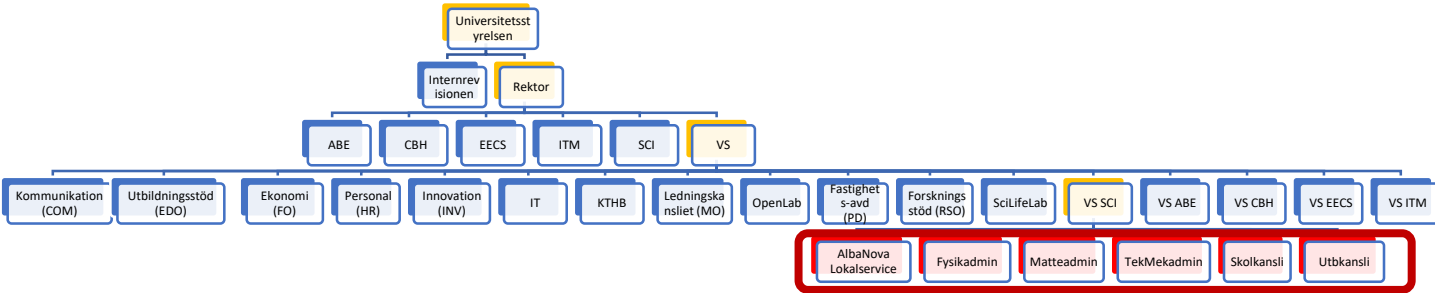 Universitetsst
yrelsen
Internrev
isionen
Rektor
ABE
CBH
EECS
ITM
SCI
VS
Kommunikation
(COM)
Utbildningsstöd
(EDO)
Ekonomi
(FO)
Personal
(HR)
Innovation
(INV)
IT
KTHB
Ledningska
nsliet (MO)
OpenLab
Fastighet
s-avd
(PD)
Forsknings
stöd (RSO)
SciLifeLab
VS SCI
VS ABE
VS CBH
VS EECS
VS ITM
AlbaNova
Lokalservice
Fysikadmin
Matteadmin
TekMekadmin
Skolkansli
Utbkansli